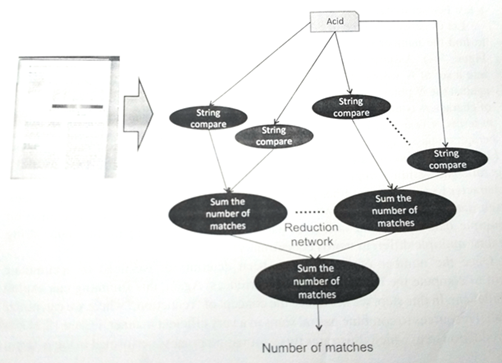 Acid
String
compare
String
compare
String
compare
String
compare
Sum the
number of
matches
Sum the
number of
matches
Reduction
network
Sum the
number of
matches
Number of matches